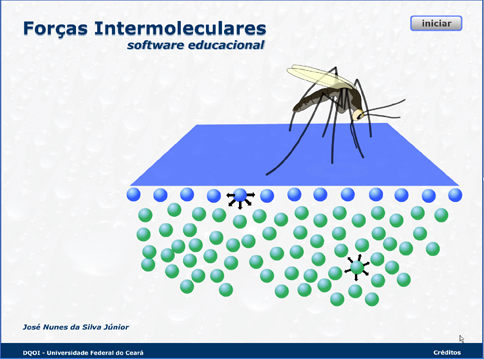 Forças Intermoleculares
software educacional
iniciar
José Nunes da Silva Júnior
DQOI - Universidade Federal do Ceará
Créditos